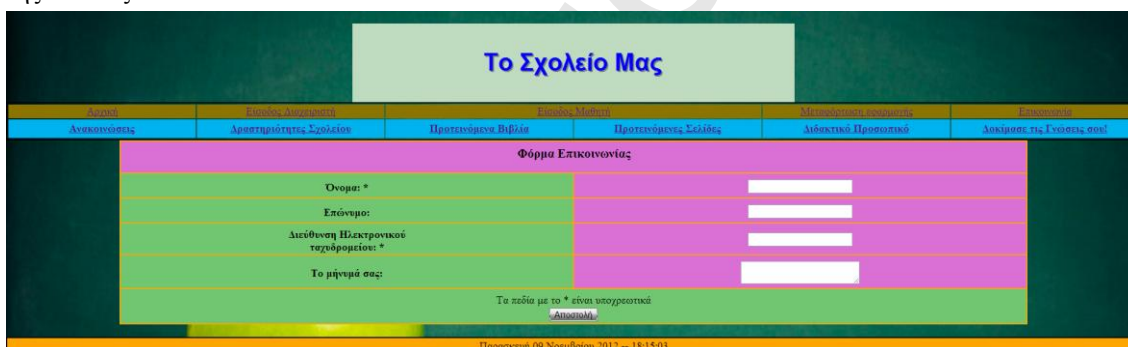 Το Σχολείο Μας
Αρχική Είσοδος Διαχειριστή Είσοδος Μαθητή Μεταφόρτωση εφαρμογής Επικοινωνία
Ανακοινώσεις Δραστηριότητες Σχολείου Προτεινόμενα Βιβλία Προτεινόμενες Σελίδες Διδακτικό Προσωπικό Δοκίμασε τις Γνώσεις σου!
Φόρμα Επικοινωνίας
Όνομα: *
Επώνυμο:
Διεύθυνση Ηλεκτρονικού
ταχυδρομείου: *
Το μήνυμά σας:
Τα πεδία με το * είναι υποχρεωτικά
Αποστολή
Παρασκευή 09 Νοεμβρίου 2012 -- 18:15:03